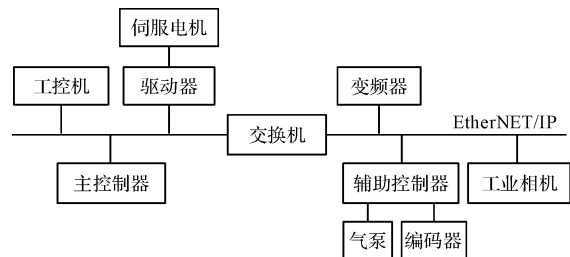 伺服电机
工控机
驱动器
变频器
EtherNET/IP
交换机
主控制器
辅助控制器
工业相机
气泵
编码器